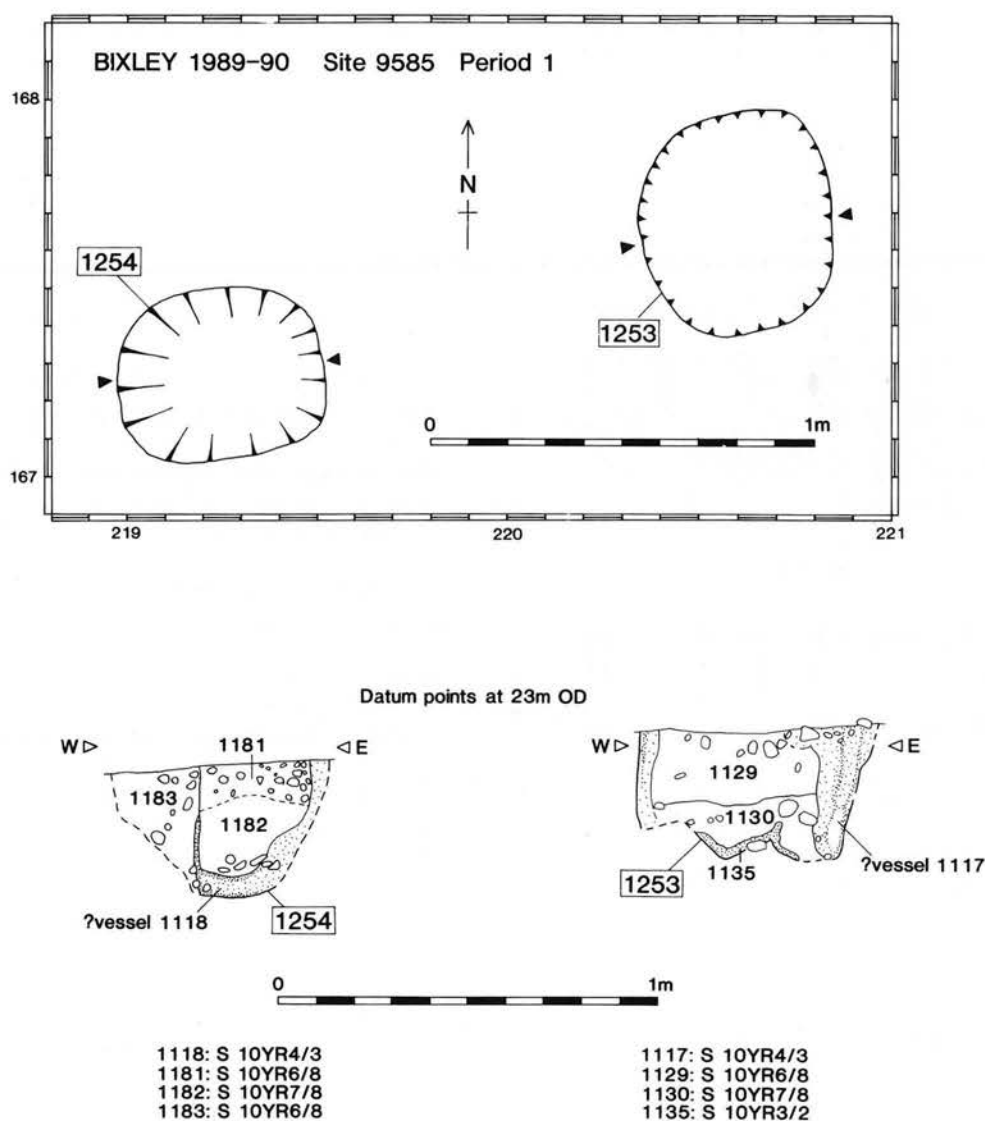 BIXLEY 1989-90 Site 9585 Period 1
168
N
1254
1253
0 1m
167
219 220 221
Datum points at 23m OD
W 1181 E
1183
1182
?vessel 1118
1254
W E
1129
1130
1253
1135
?vessel 1117
0 1m
1118: S 10YR4/3
1181: S 10YR6/8
1182: S 10YR7/8
1183: S 10YR6/8
1117: S 10YR4/3
1129: S 10YR6/8
1130: S 10YR7/8
1135: S 10YR3/2